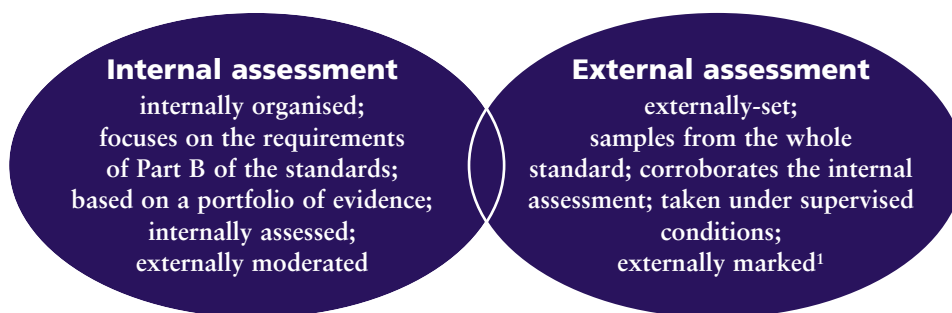 Internal assessment
internally organised;
focuses on the requirements
of Part B of the standards;
based on a portfolio of evidence;
internally assessed;
externally moderated
External assessment
externally-set;
samples from the whole
standard; corroborates the internal
assessment; taken under supervised
conditions;
externally marked¹